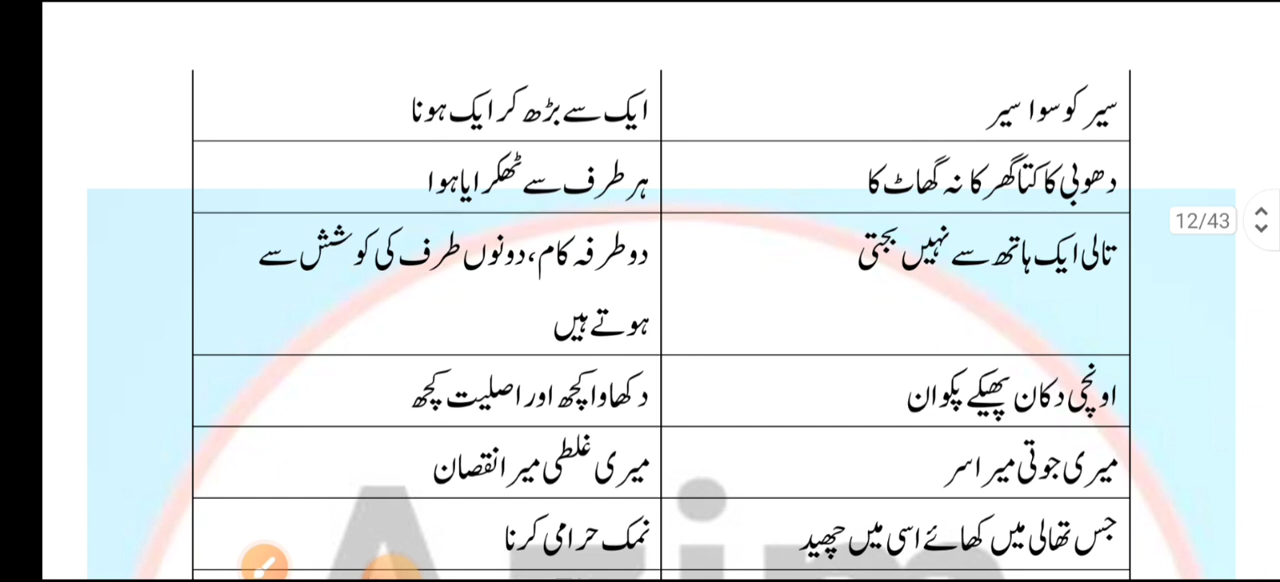 سیر کو سوا سیر
ایک سے بڑھ کر ایک ہونا
دھوبی کا کتا گھر کا نہ گھاٹ کا
ہر طرف سے ٹھکرایا ہوا
تالی ایک ہاتھ سے نہیں بجتی
دو طرفہ کام، دونوں طرف کی کوشش سے
ہوتے ہیں
اونچی دکان پھیکے پکوان
دکھاوا کچھ اور اصلیت کچھ
میری جوتی میرا سر
میری غلطی میرا نقصان
جس تھالی میں کھائے اسی میں چھید
نمک حرامی کرنا
12/43